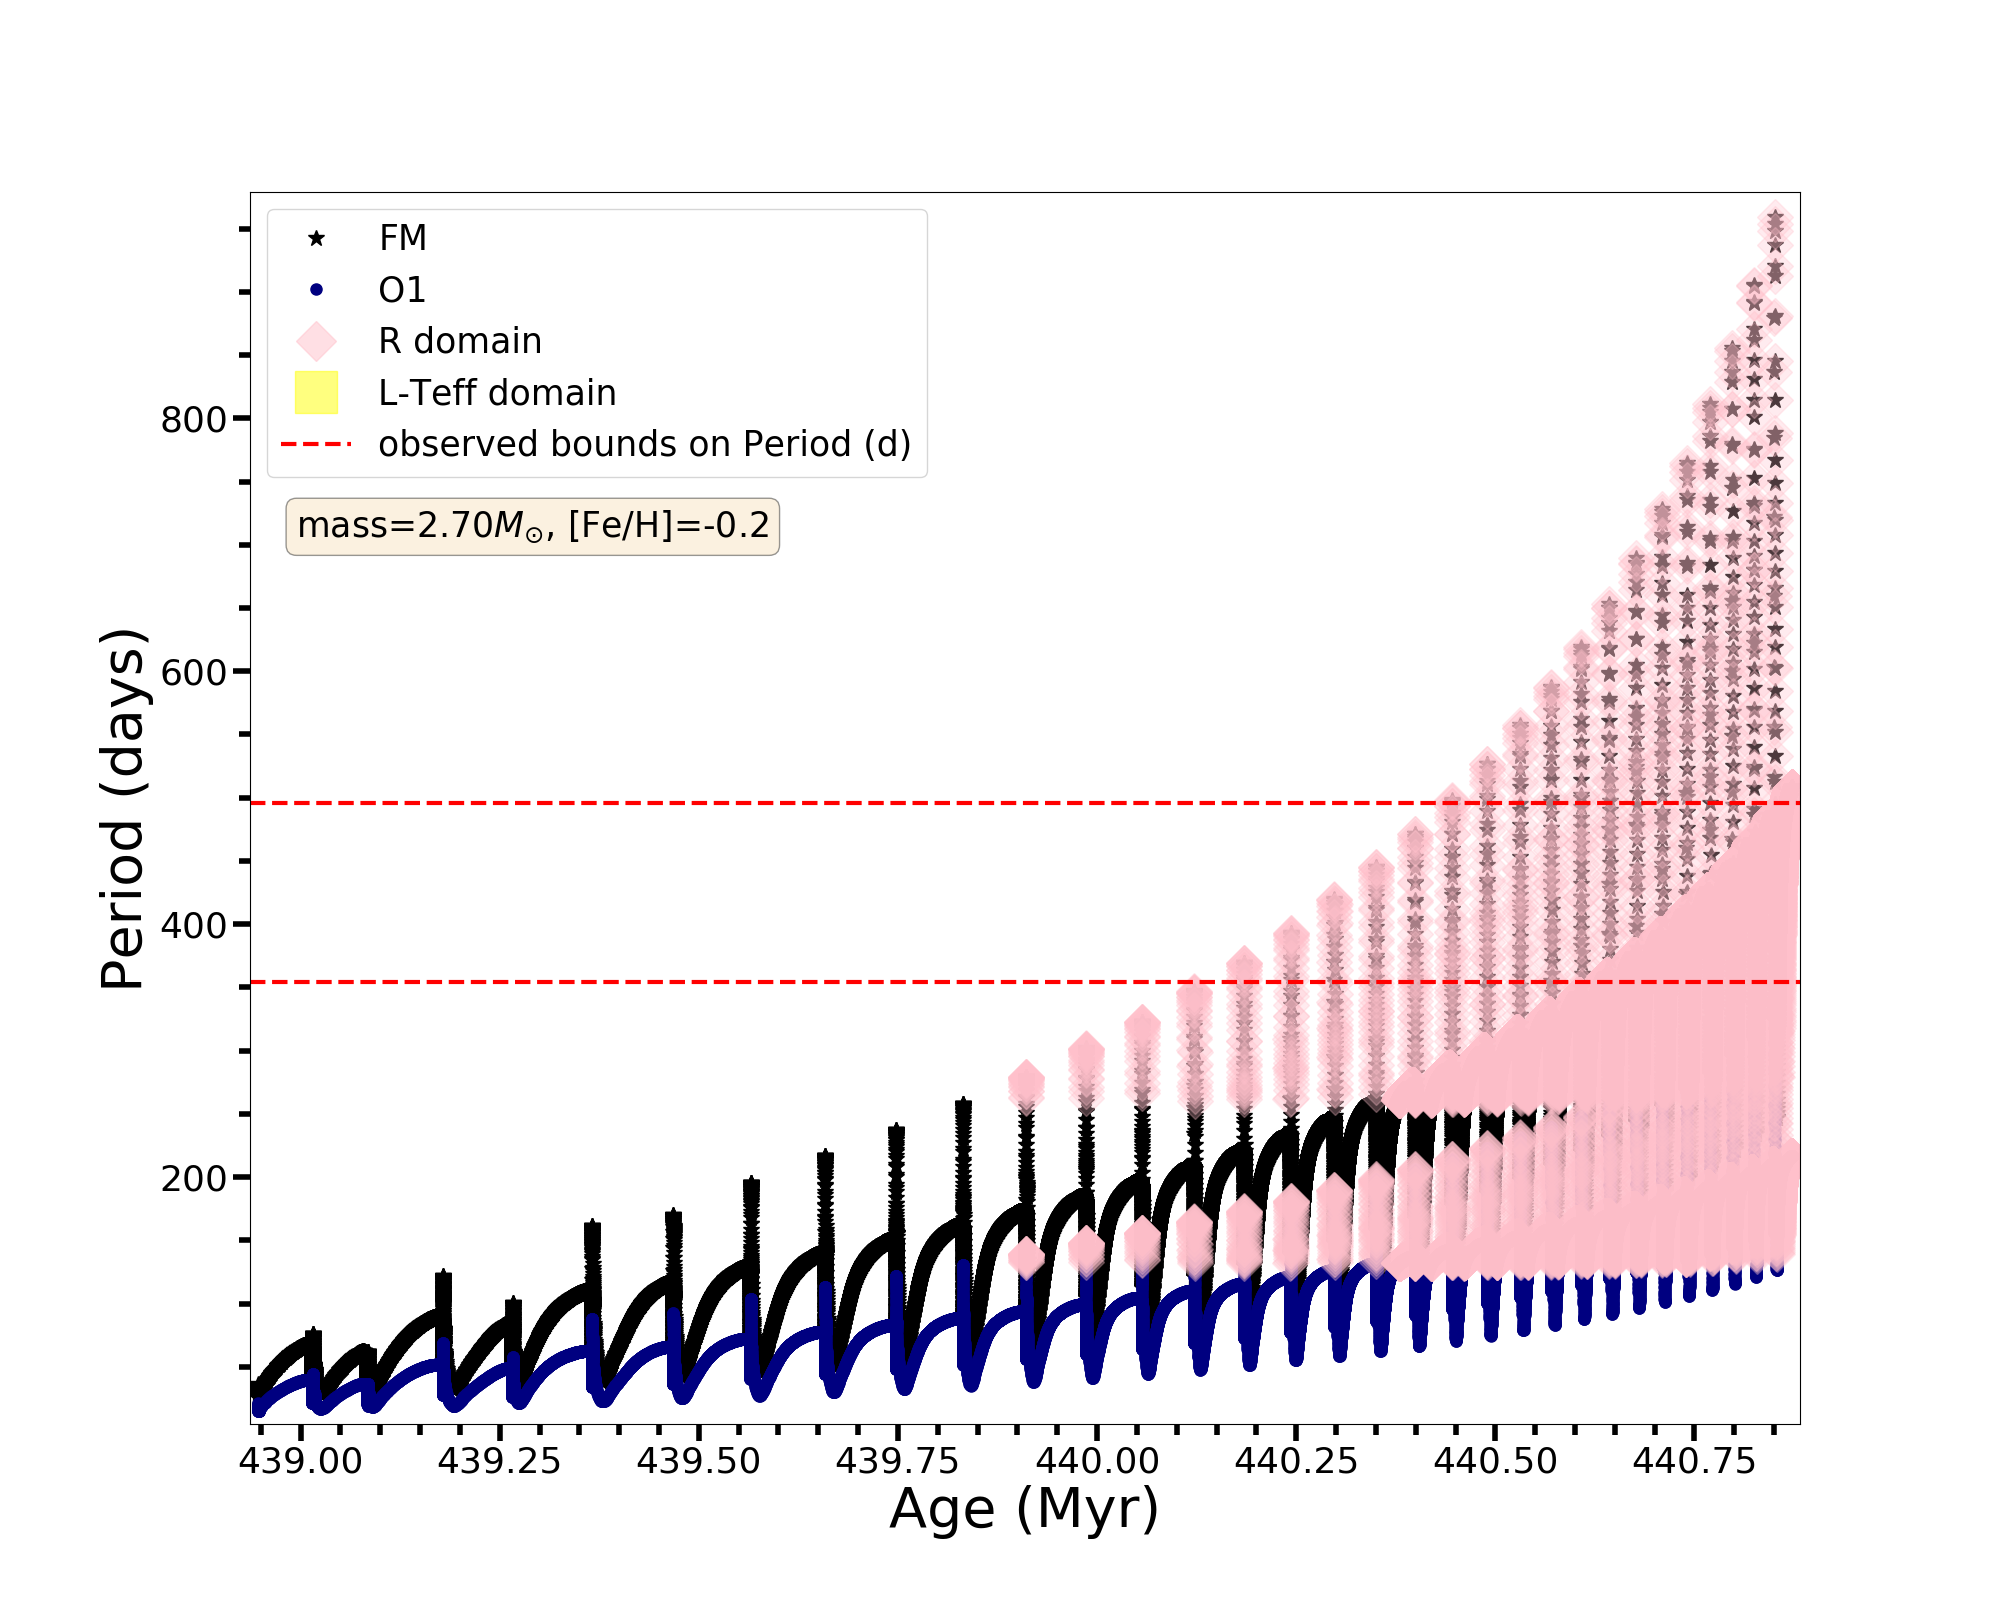 FM
O1
R domain
L-Teff domain
observed bounds on Period (d)
mass=2.70M☉, [Fe/H]=-0.2
800
600
400
200
Period (days)
439.00 439.25 439.50 439.75 440.00 440.25 440.50 440.75
Age (Myr)